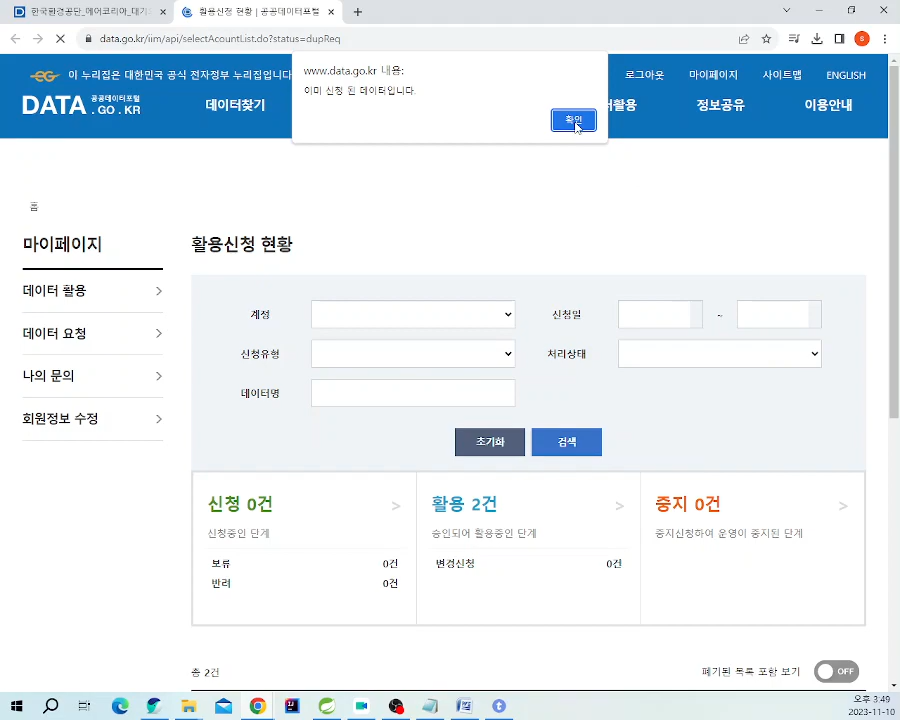 한국환경공단_에어코리아_대기
활용신청 현황 | 공공데이터포털
data.go.kr/iim/api/selectAcountList.do?status=dupReq
S
이 누리집은 대한민국 공식 전자정부 누리집입니다
로그아웃 마이페이지 사이트맵 ENGLISH
DATA 공공데이터포털 .GO.KR
데이터찾기
터활용 정보공유 이용안내
www.data.go.kr 내용:
이미 신청 된 데이터입니다.
확인
홈
마이페이지
데이터 활용
데이터 요청
나의 문의
회원정보 수정
활용신청 현황
계정 신청일 ~
신청유형 처리상태
데이터명
초기화 검색
신청 0건 >
신청중인 단계
보류 0건
반려 0건
활용 2건 >
승인되어 활용중인 단계
변경신청 0건
중지 0건 >
중지신청하여 운영이 중지된 단계
총 2건
폐기된 목록 포함 보기 OFF
오후 3:49
2023-11-10